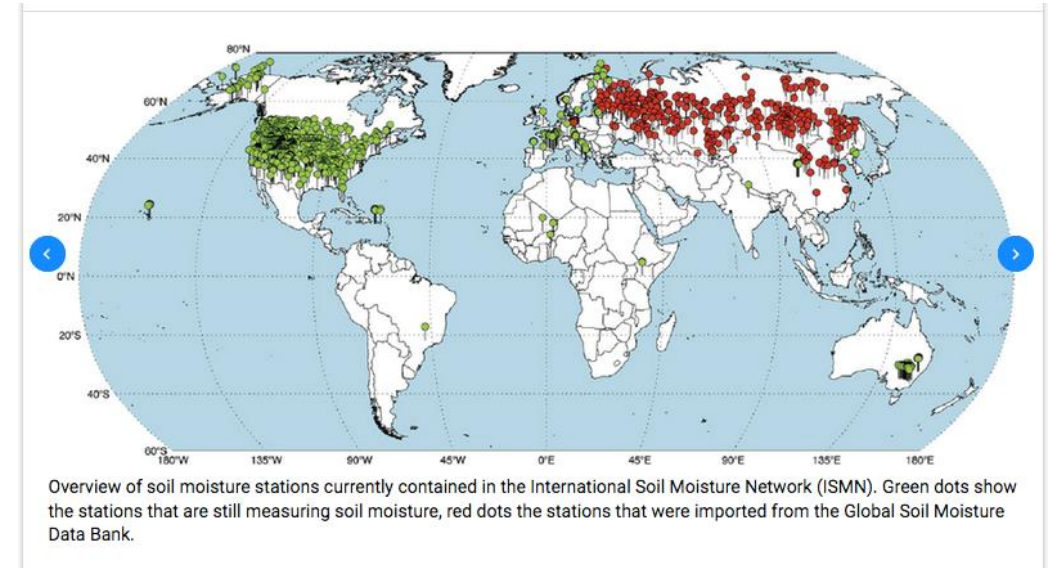 80°N
60°N
40°N
20°N
0°N
20°S
40°S
60°S
180°W 135°W 90°W 45°W 0°E 45°E 90°E 135°E 180°E
Overview of soil moisture stations currently contained in the International Soil Moisture Network (ISMN). Green dots show
the stations that are still measuring soil moisture, red dots the stations that were imported from the Global Soil Moisture
Data Bank.